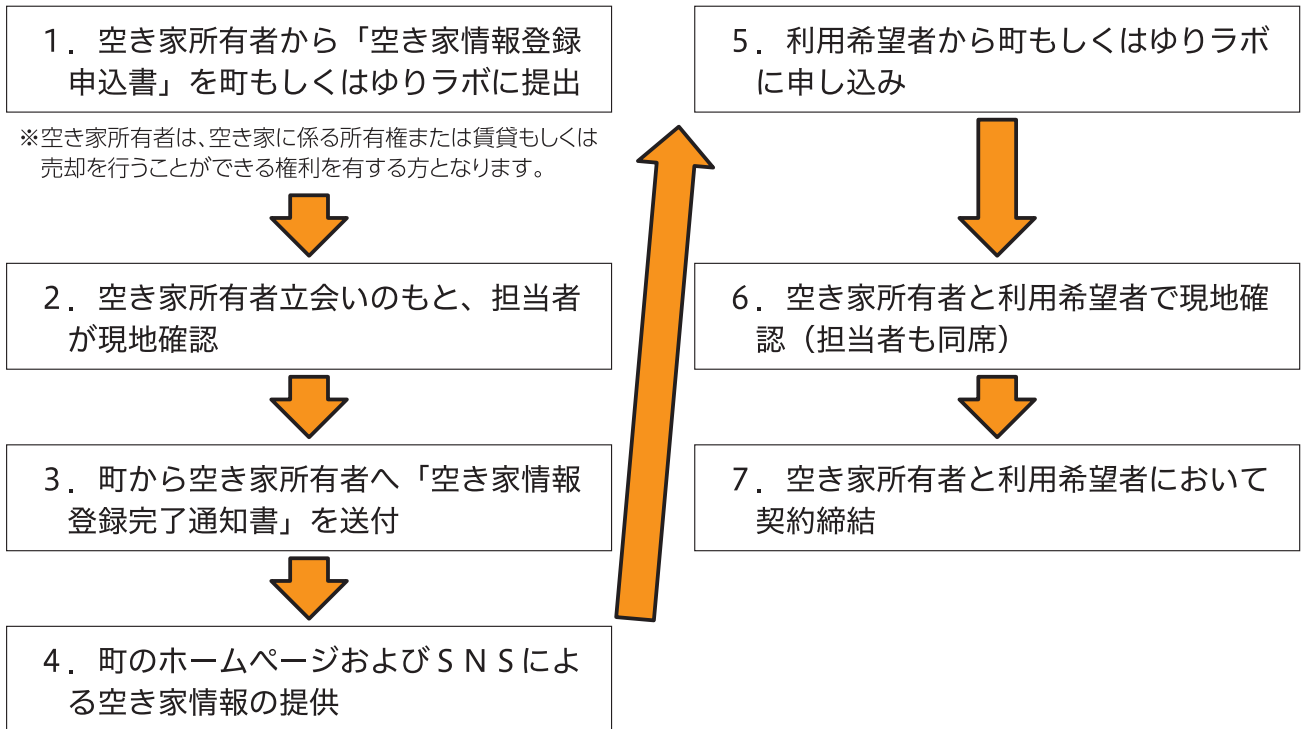 1．空き家所有者から「空き家情報登録
申込書」を町もしくはゆりラボに提出
※空き家所有者は、空き家に係る所有権または賃貸もしくは
売却を行うことができる権利を有する方となります。
2．空き家所有者立会いのもと、担当者
が現地確認
3．町から空き家所有者へ「空き家情報
登録完了通知書」を送付
4．町のホームページおよびＳＮＳによ
る空き家情報の提供
5．利用希望者から町もしくはゆりラボ
に申し込み
6．空き家所有者と利用希望者で現地確
認（担当者も同席）
7．空き家所有者と利用希望者において
契約締結